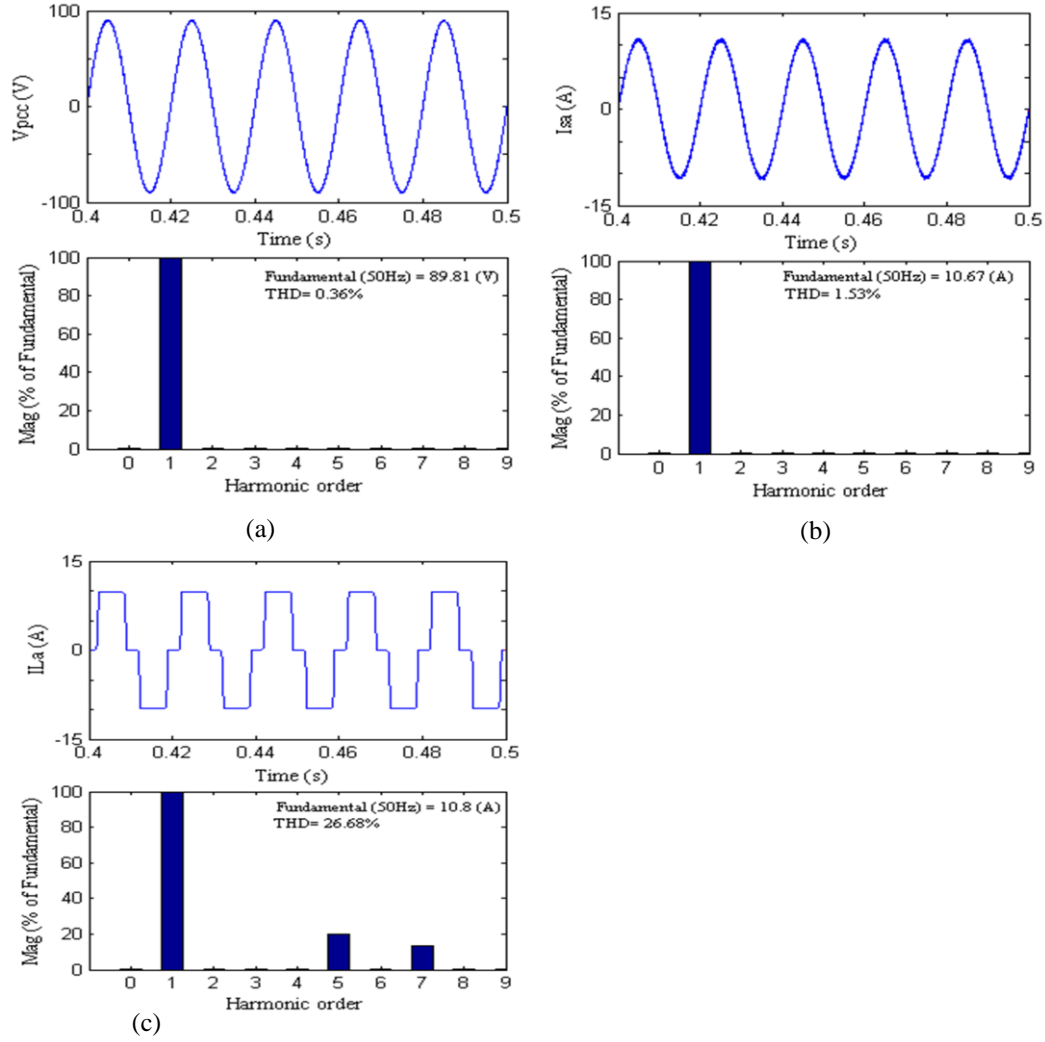 100
0
-100
Vpcc (V)
0.4 0.42 0.44 0.46 0.48 0.5
Time (s)
100
80
60
40
20
0
Mag (% of Fundamental)
Fundamental (50Hz) = 89.81 (V)
THD= 0.36%
0 1 2 3 4 5 6 7 8 9
Harmonic order
(a)
15
0
-15
Isa (A)
0.4 0.42 0.44 0.46 0.48 0.5
Time (s)
100
80
60
40
20
0
Mag (% of Fundamental)
Fundamental (50Hz) = 10.67 (A)
THD= 1.53%
0 1 2 3 4 5 6 7 8 9
Harmonic order
(b)
15
0
-15
ILa (A)
0.4 0.42 0.44 0.46 0.48 0.5
Time (s)
100
80
60
40
20
0
Mag (% of Fundamental)
Fundamental (50Hz) = 10.8 (A)
THD= 26.68%
0 1 2 3 4 5 6 7 8 9
Harmonic order
(c)